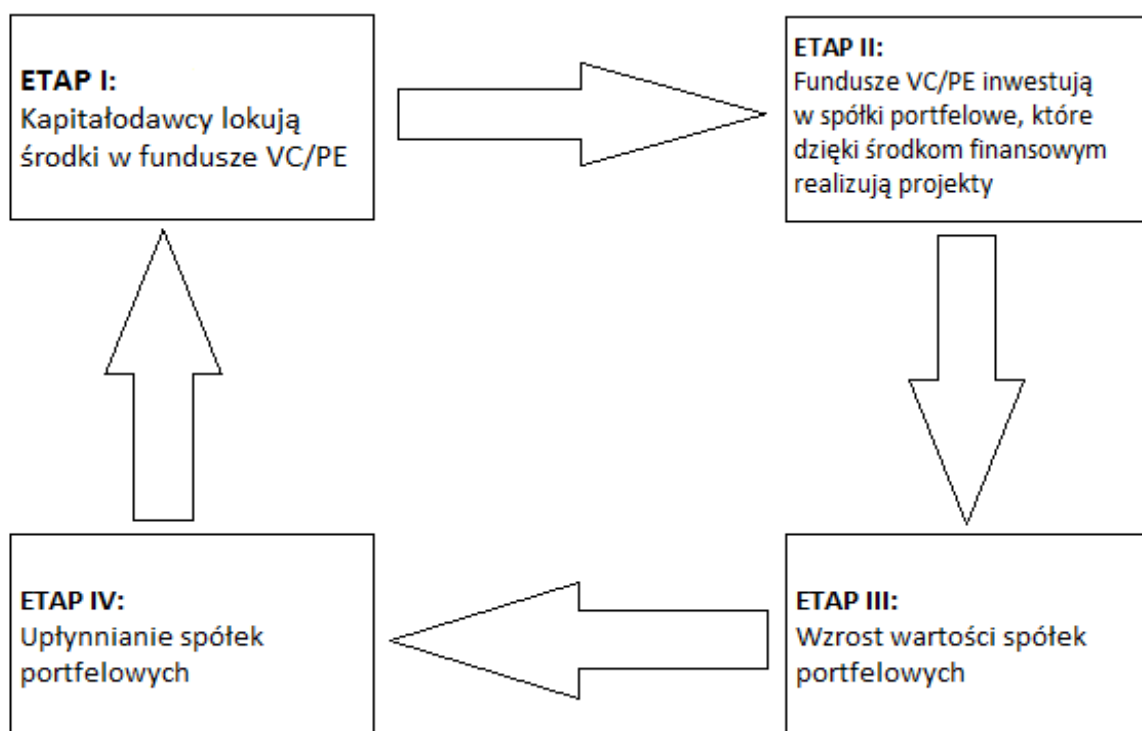 ETAP I:
Kapitałodawcy lokują
środki w fundusze VC/PE
ETAP II:
Fundusze VC/PE inwestują
w spółki portfelowe, które
dzięki środkom finansowym
realizują projekty
ETAP III:
Wzrost wartości spółek
portfelowych
ETAP IV:
Upłynnianie spółek
portfelowych